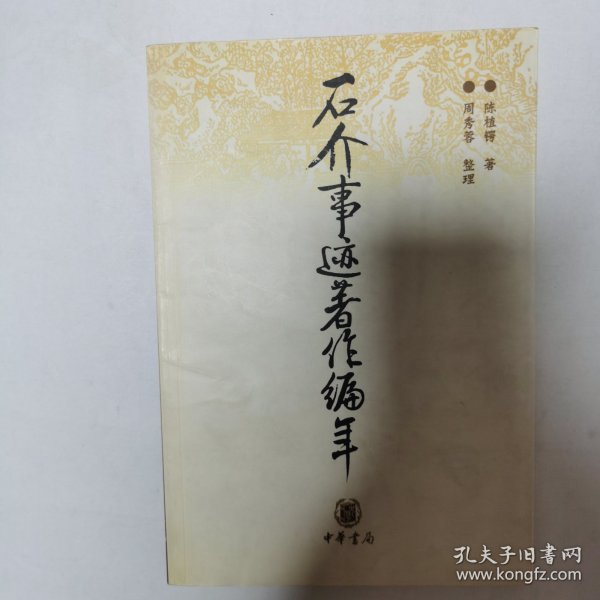 陈植锷 著
周秀蓉 整理
石介事迹著作编年
中华書局
孔夫子旧书网
www.kongfz.com